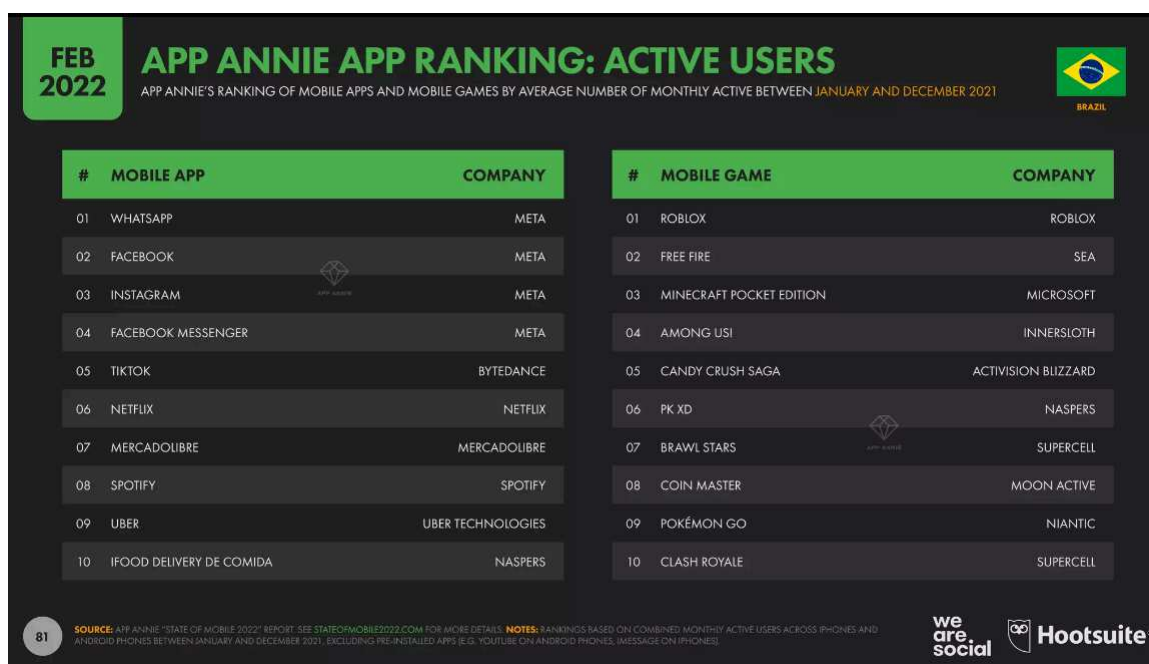 FEB
2022
APP ANNIE APP RANKING: ACTIVE USERS
APP ANNIE'S RANKING OF MOBILE APPS AND MOBILE GAMES BY AVERAGE NUMBER OF MONTHLY ACTIVE BETWEEN JANUARY AND DECEMBER 2021
BRAZIL
# MOBILE APP COMPANY
01 WHATSAPP META
02 FACEBOOK META
03 INSTAGRAM META
04 FACEBOOK MESSENGER META
05 TIKTOK BYTEDANCE
06 NETFLIX NETFLIX
07 MERCADOLIBRE MERCADOLIBRE
08 SPOTIFY SPOTIFY
09 UBER UBER TECHNOLOGIES
10 IFOOD DELIVERY DE COMIDA NASPERS
APP ANNIE
# MOBILE GAME COMPANY
01 ROBLOX ROBLOX
02 FREE FIRE SEA
03 MINECRAFT POCKET EDITION MICROSOFT
04 AMONG US! INNERSLOTH
05 CANDY CRUSH SAGA ACTIVISION BLIZZARD
06 PK XD NASPERS
07 BRAWL STARS SUPERCELL
08 COIN MASTER MOON ACTIVE
09 POKÉMON GO NIANTIC
10 CLASH ROYALE SUPERCELL
APP ANNIE
81
SOURCE: APP ANNIE "STATE OF MOBILE 2022" REPORT. SEE STATEOFMOBILE2022.COM FOR MORE DETAILS. NOTES: RANKINGS BASED ON COMBINED MONTHLY ACTIVE USERS ACROSS IPHONES AND
ANDROID PHONES BETWEEN JANUARY AND DECEMBER 2021, EXCLUDING PRE-INSTALLED APPS (E.G. YOUTUBE ON ANDROID PHONES, IMESSAGE ON IPHONES).
we
are.
social
Hootsuite